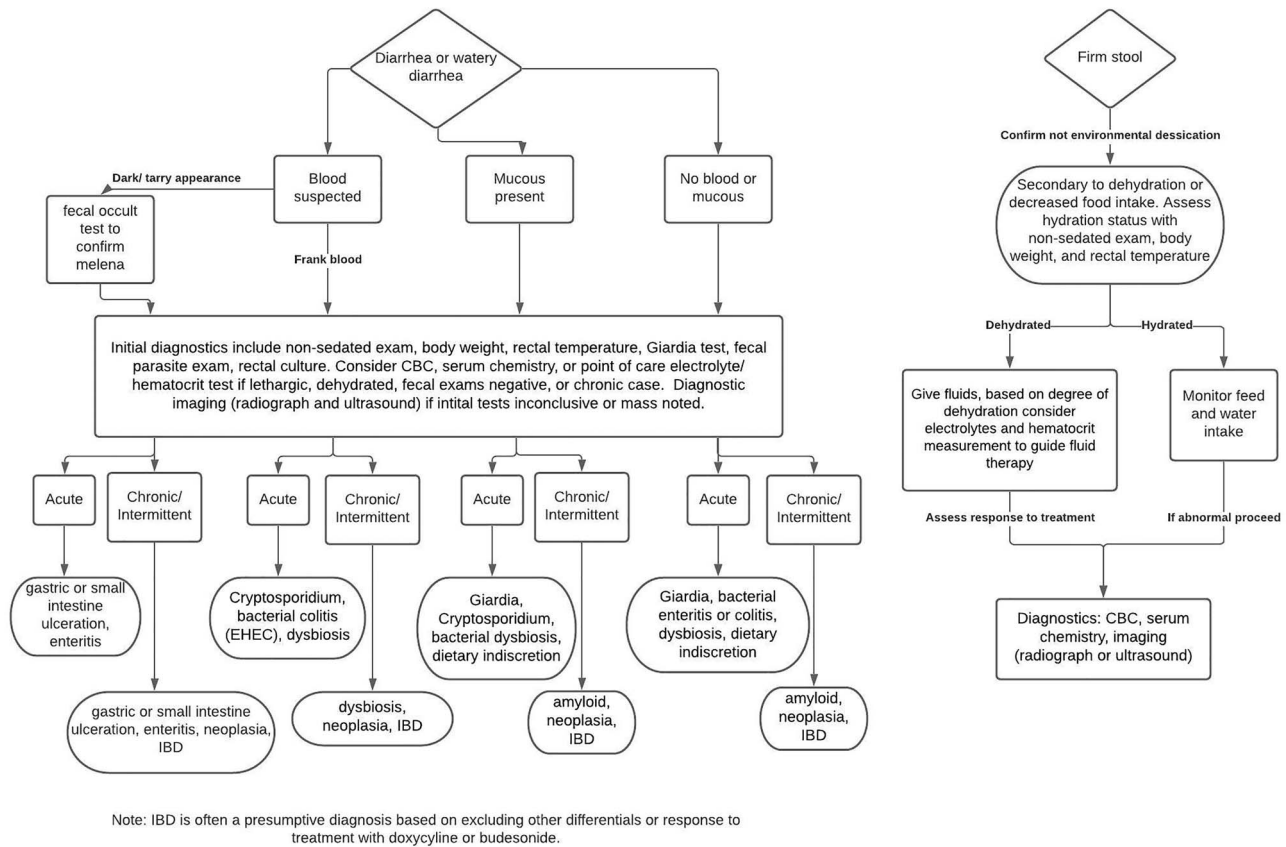 Diarrhea or watery
diarrhea
Firm stool
Confirm not environmental dessication
Dark/ tarry appearance
Blood
suspected
Mucous
present
No blood or
mucous
fecal occult
test to
confirm
melena
Frank blood
Secondary to dehydration or
decreased food intake. Assess
hydration status with
non-sedated exam, body
weight, and rectal temperature
Initial diagnostics include non-sedated exam, body weight, rectal temperature, Giardia test, fecal
parasite exam, rectal culture. Consider CBC, serum chemistry, or point of care electrolyte/
hematocrit test if lethargic, dehydrated, fecal exams negative, or chronic case. Diagnostic
imaging (radiograph and ultrasound) if intital tests inconclusive or mass noted.
Dehydrated
Hydrated
Give fluids, based on degree of
dehydration consider
electrolytes and hematocrit
measurement to guide fluid
therapy
Monitor feed
and water
intake
Acute
Chronic/
Intermittent
Acute
Chronic/
Intermittent
Acute
Chronic/
Intermittent
Acute
Chronic/
Intermittent
Assess response to treatment
If abnormal proceed
gastric or small
intestine
ulceration,
enteritis
Cryptosporidium,
bacterial colitis
(EHEC), dysbiosis
Giardia,
Cryptosporidium,
bacterial dysbiosis,
dietary indiscretion
Giardia, bacterial
enteritis or colitis,
dysbiosis, dietary
indiscretion
Diagnostics: CBC, serum
chemistry, imaging
(radiograph or ultrasound)
gastric or small intestine
ulceration, enteritis, neoplasia,
IBD
dysbiosis,
neoplasia, IBD
amyloid,
neoplasia,
IBD
amyloid,
neoplasia,
IBD
Note: IBD is often a presumptive diagnosis based on excluding other differentials or response to
treatment with doxycyline or budesonide.